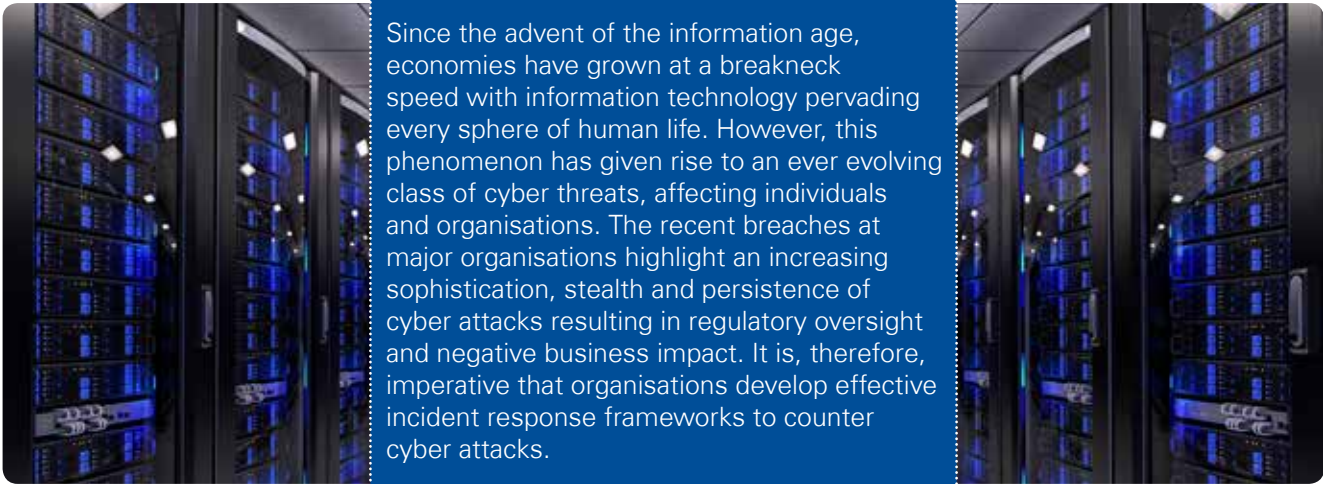 Since the advent of the information age,
economies have grown at a breakneck
speed with information technology pervading
every sphere of human life. However, this
phenomenon has given rise to an ever evolving
class of cyber threats, affecting individuals
and organisations. The recent breaches at
major organisations highlight an increasing
sophistication, stealth and persistence of
cyber attacks resulting in regulatory oversight
and negative business impact. It is, therefore,
imperative that organisations develop effective
incident response frameworks to counter
cyber attacks.